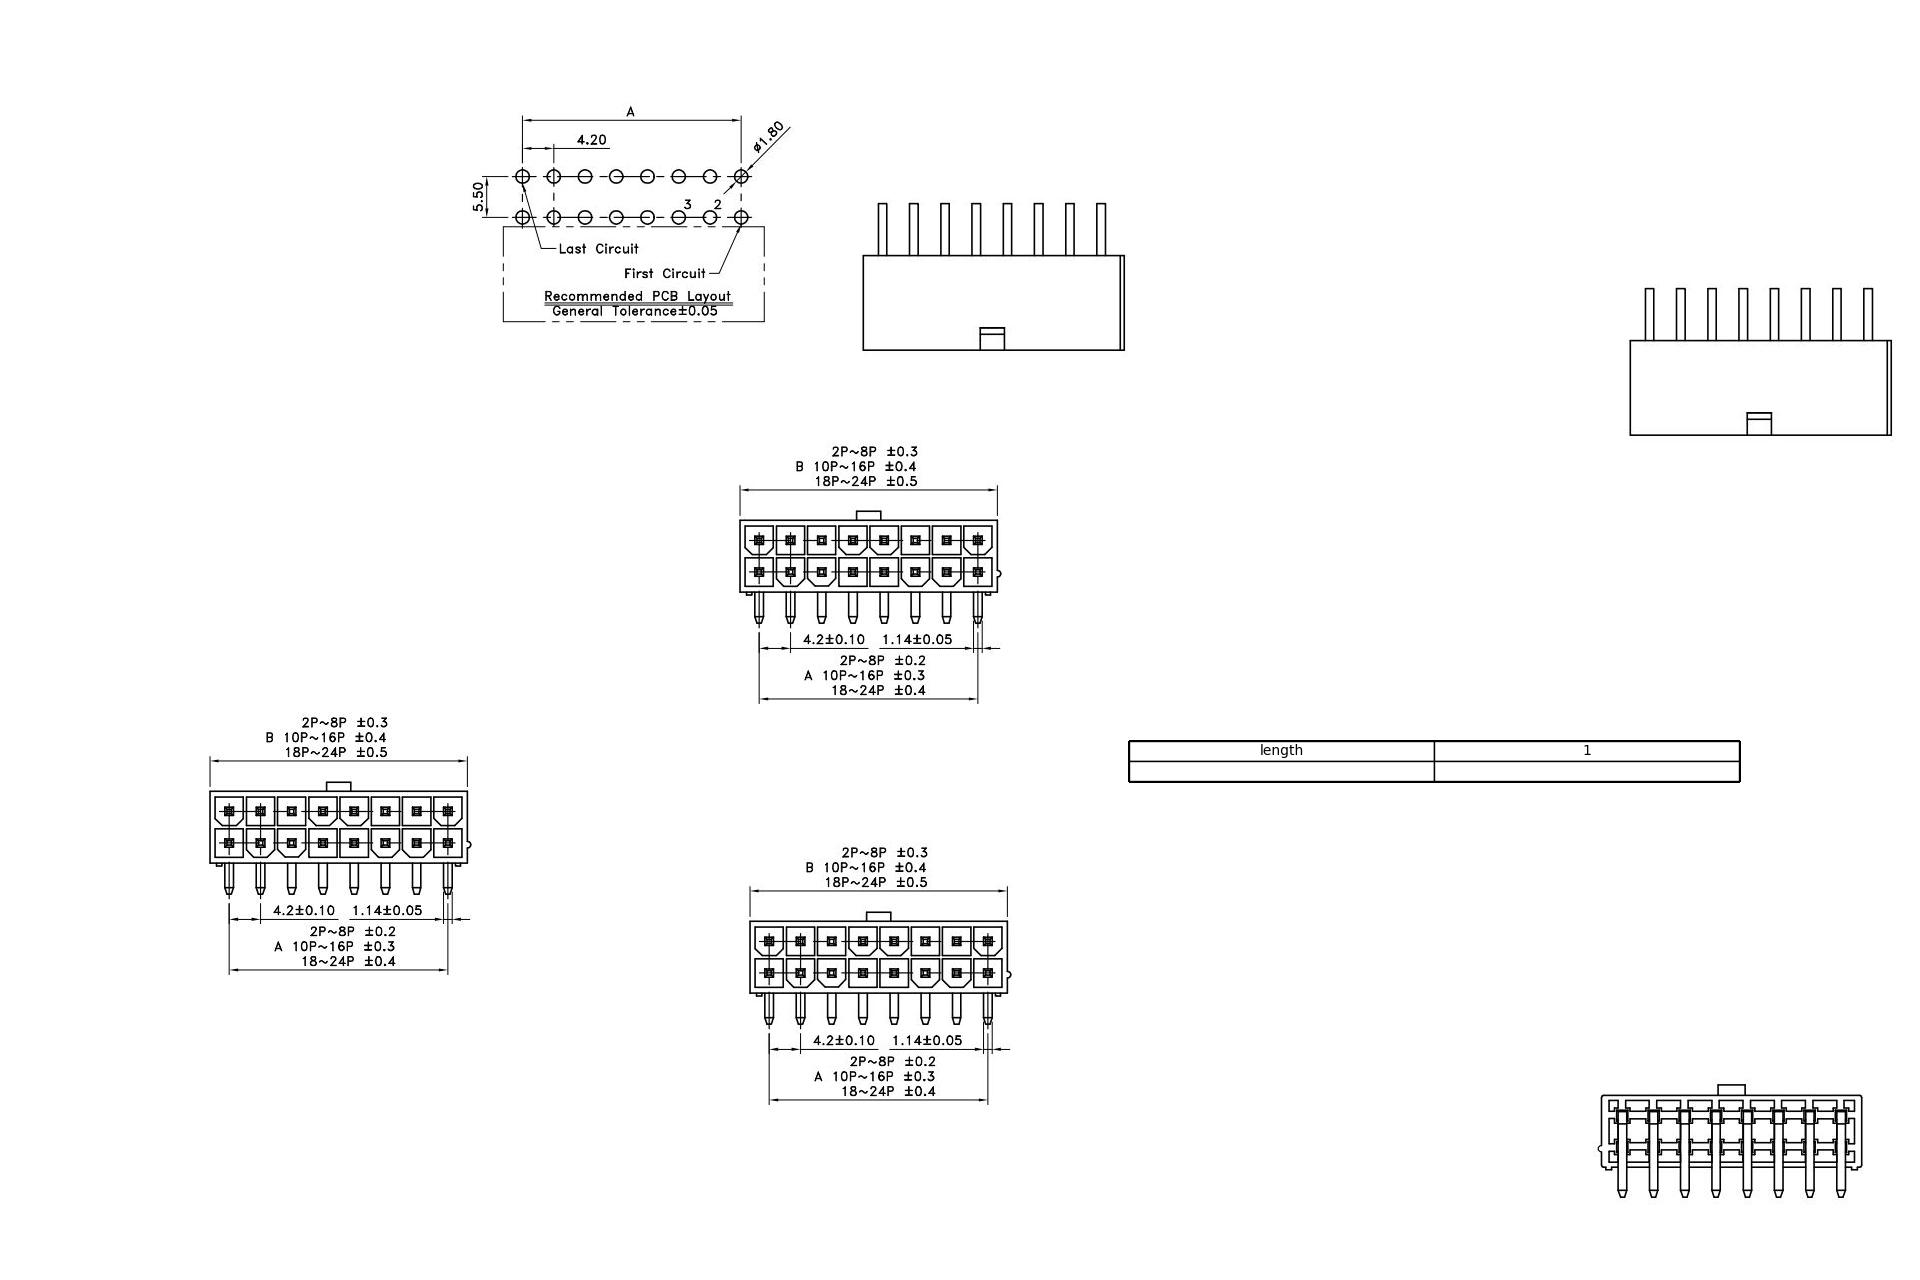 A
4.20
ø1.80
5.50
3 2
Last Circuit
First Circuit
Recommended PCB Layout
General Tolerance±0.05
2P~8P ±0.3
B 10P~16P ±0.4
18P~24P ±0.5
4.2±0.10 1.14±0.05
2P~8P ±0.2
A 10P~16P ±0.3
18~24P ±0.4
2P~8P ±0.3
B 10P~16P ±0.4
18P~24P ±0.5
4.2±0.10 1.14±0.05
2P~8P ±0.2
A 10P~16P ±0.3
18~24P ±0.4
length 1
2P~8P ±0.3
B 10P~16P ±0.4
18P~24P ±0.5
4.2±0.10 1.14±0.05
2P~8P ±0.2
A 10P~16P ±0.3
18~24P ±0.4